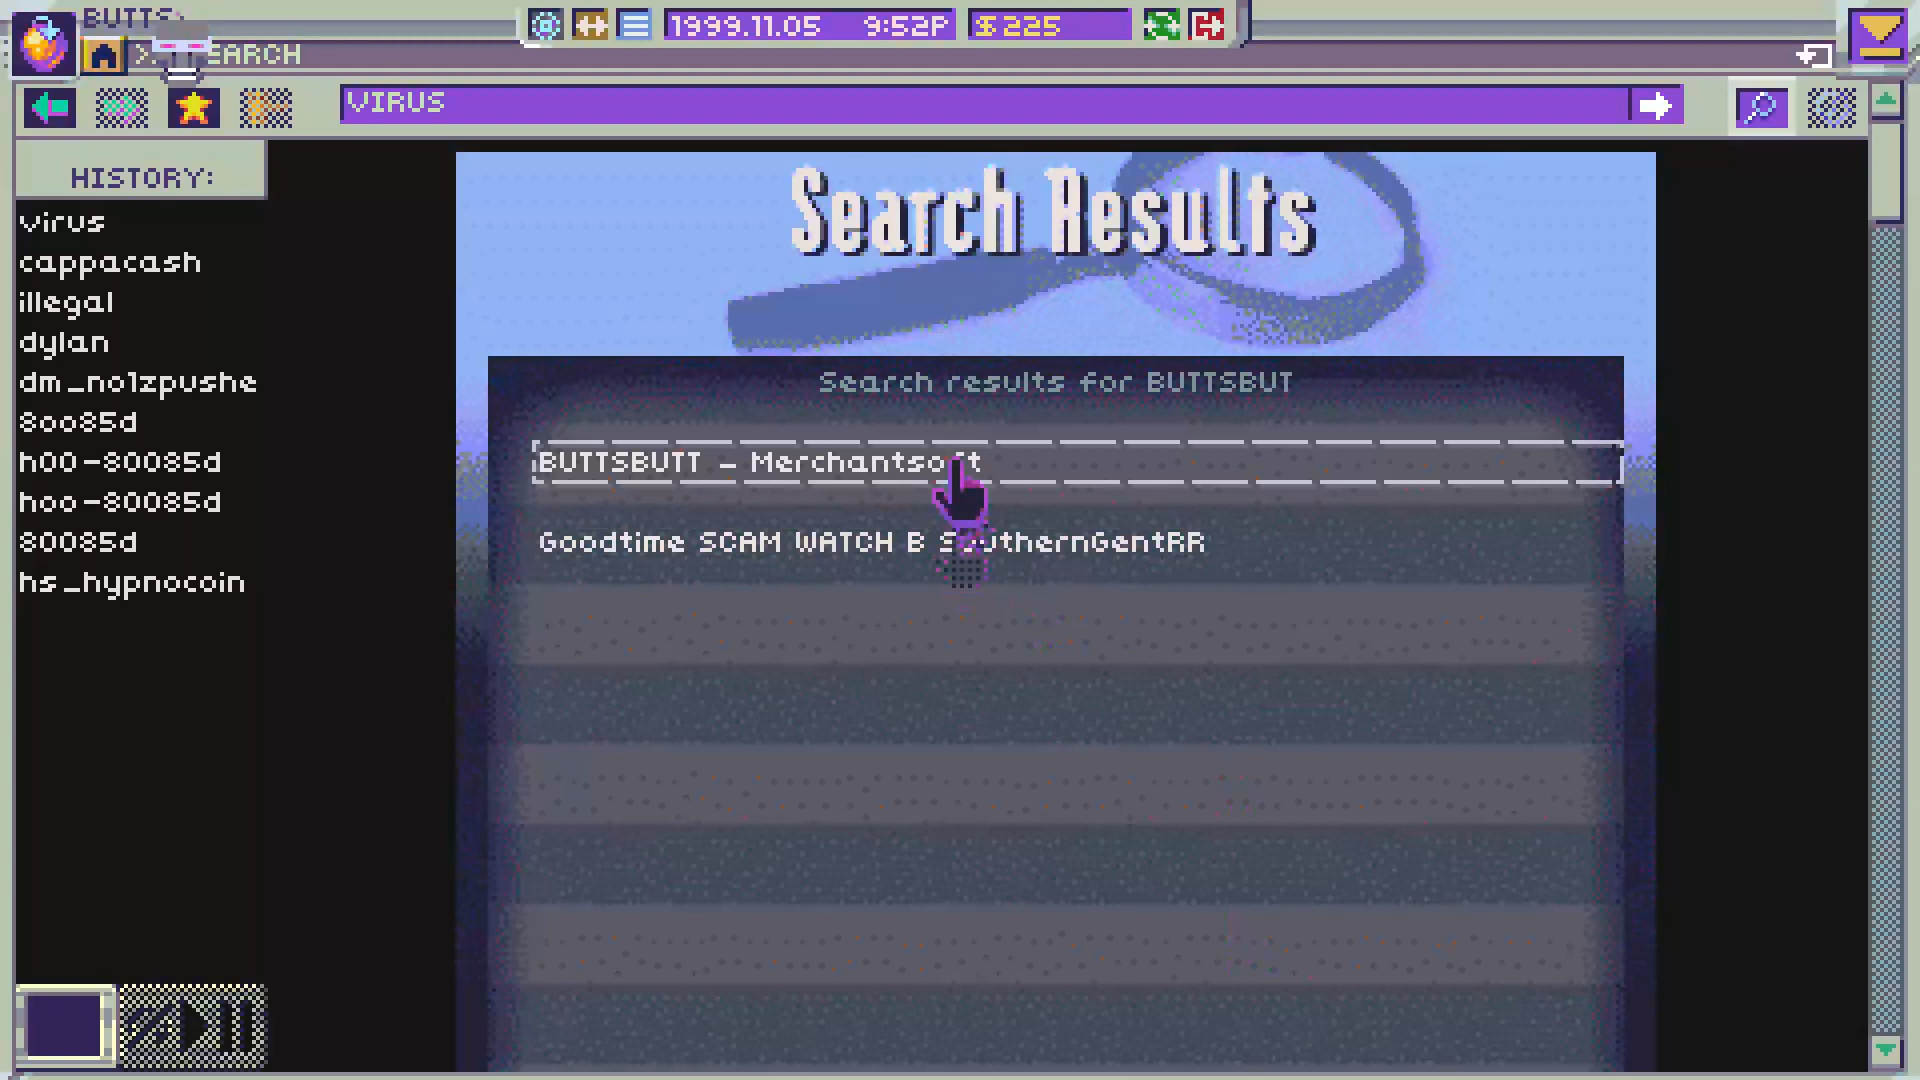 BUTTS
1999.11.05 9:52P
225
EARCH
VIRUS
HISTORY:
virus
cappacash
illegal
dylan
dm_no1zpushe
8oo85d
h00-80085d
hoo-80085d
80085d
hs_hypnocoin
Search Results
Search results for BUTTSBUT
BUTTSBUTT - Merchantsoft
Goodtime SCAM WATCH B SouthernGentRR